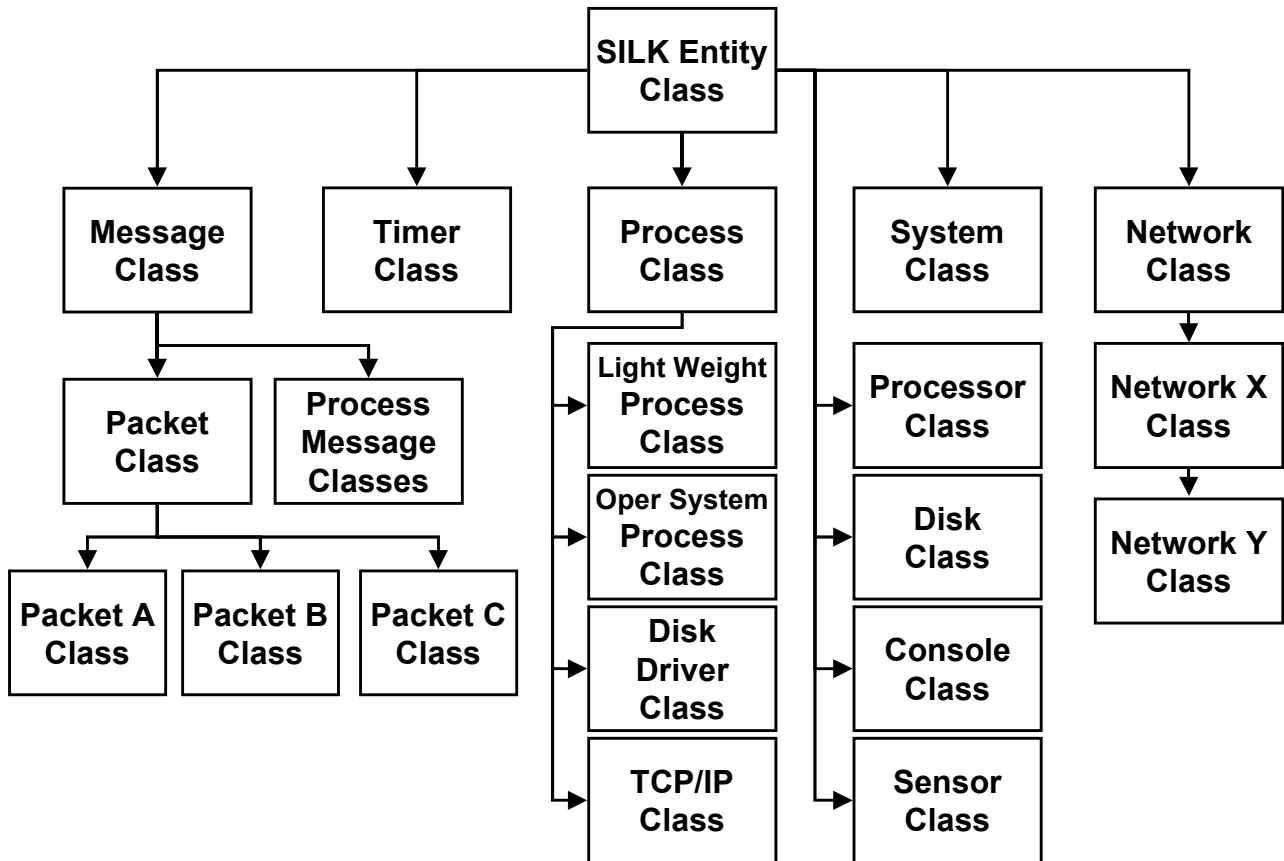 SILK Entity
Class
Message
Class
Timer
Class
Process
Class
System
Class
Network
Class
Packet
Class
Process
Message
Classes
Light Weight
Process
Class
Processor
Class
Network X
Class
Oper System
Process
Class
Disk
Class
Network Y
Class
Packet A
Class
Packet B
Class
Packet C
Class
Disk
Driver
Class
Console
Class
TCP/IP
Class
Sensor
Class